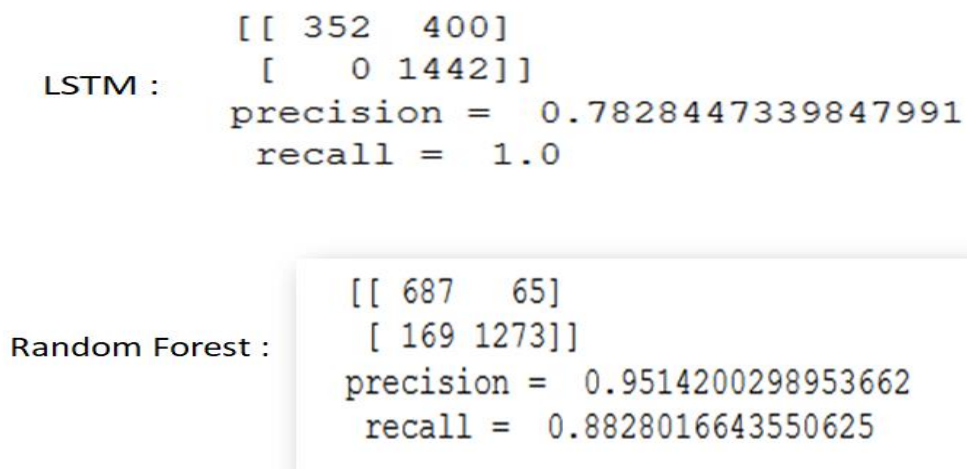 [[ 352 400]
LSTM :
[ 0 1442]]
precision = 0.7828447339847991
recall = 1.0
[[ 687 65]
Random Forest :
[ 169 1273]]
precision = 0.9514200298953662
recall = 0.8828016643550625